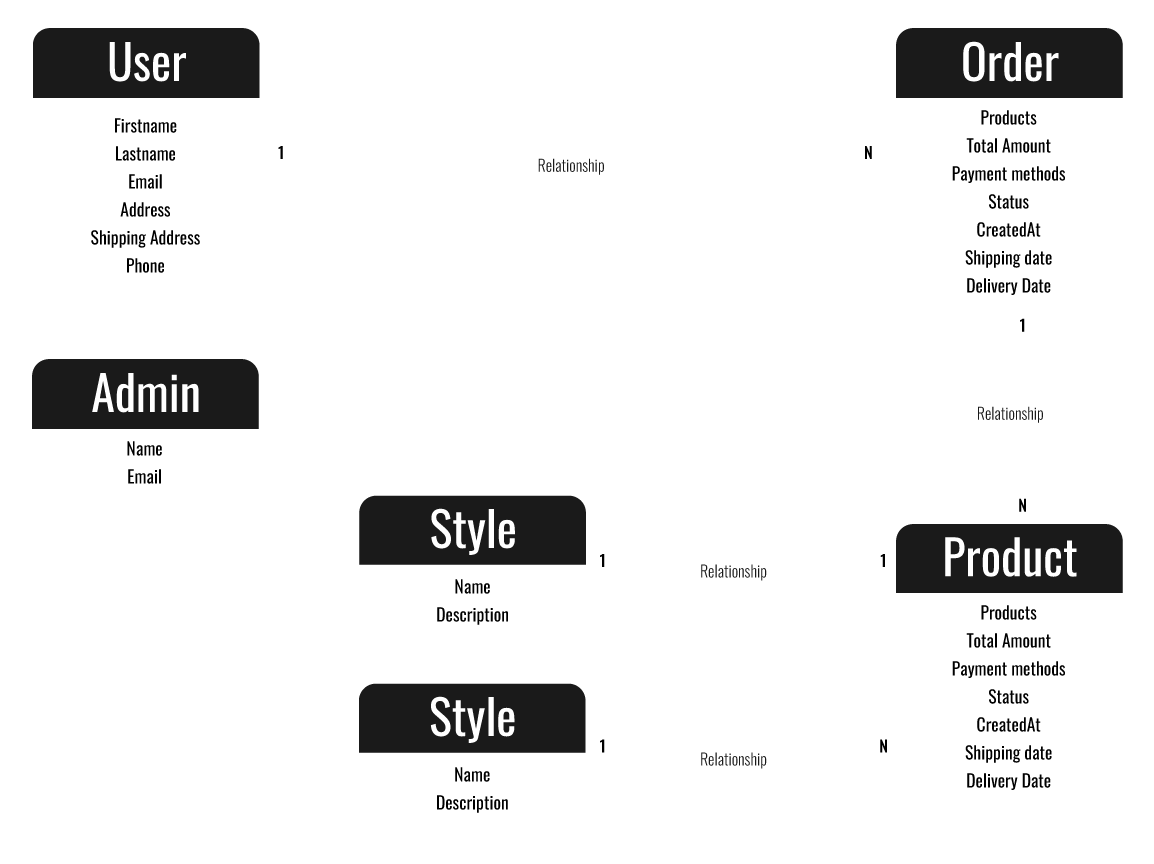 User
Firstname
Lastname
Email
Address
Shipping Address
Phone
1
Relationship
N
Order
Products
Total Amount
Payment methods
Status
CreatedAt
Shipping date
Delivery Date
1
Relationship
N
Admin
Name
Email
Style
Name
Description
1
Relationship
1
Product
Products
Total Amount
Payment methods
Status
CreatedAt
Shipping date
Delivery Date
Style
Name
Description
1
Relationship
N